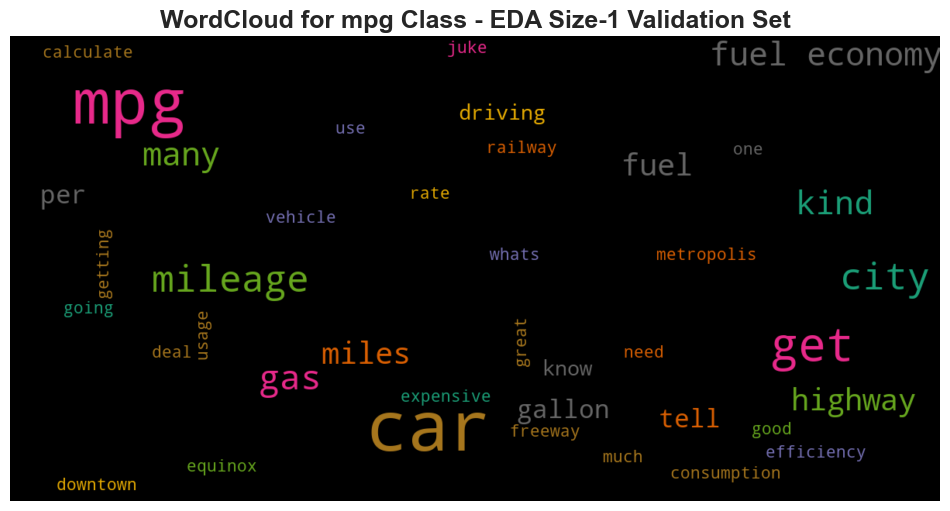 WordCloud for mpg Class - EDA Size-1 Validation Set
calculate
juke
fuel economy
mpg
driving
use
many
railway
one
fuel
per
rate
kind
vehicle
whats
metropolis
getting
mileage
city
going
usage
deal
miles
great
need
get
know
gas
expensive
highway
car
gallon
tell
freeway
good
much
efficiency
equinox
consumption
downtown